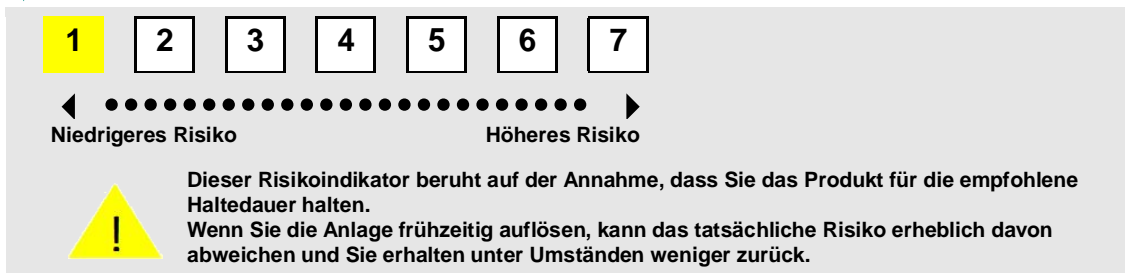 1 2 3 4 5 6 7
Niedrigeres Risiko Höheres Risiko
Dieser Risikoindikator beruht auf der Annahme, dass Sie das Produkt für die empfohlene
Haltedauer halten.
!
Wenn Sie die Anlage frühzeitig auflösen, kann das tatsächliche Risiko erheblich davon
abweichen und Sie erhalten unter Umständen weniger zurück.